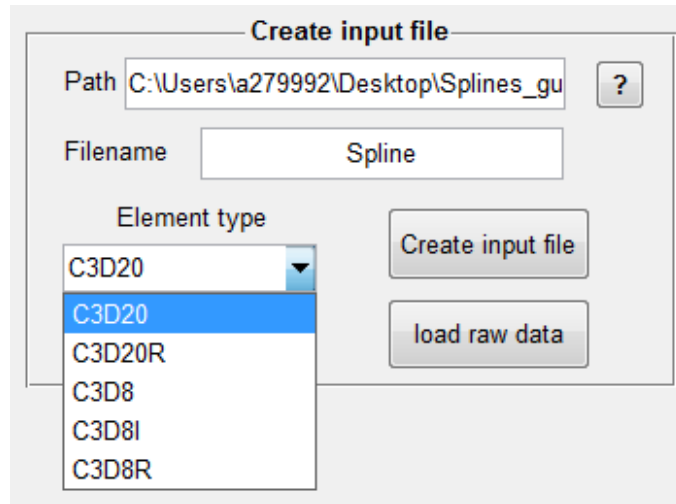 Create input file
Path C:\Users\a279992\Desktop\Splines_gu ?
Filename Spline
Element type
C3D20
Create input file
C3D20
C3D20R
C3D8
C3D8I
C3D8R
load raw data